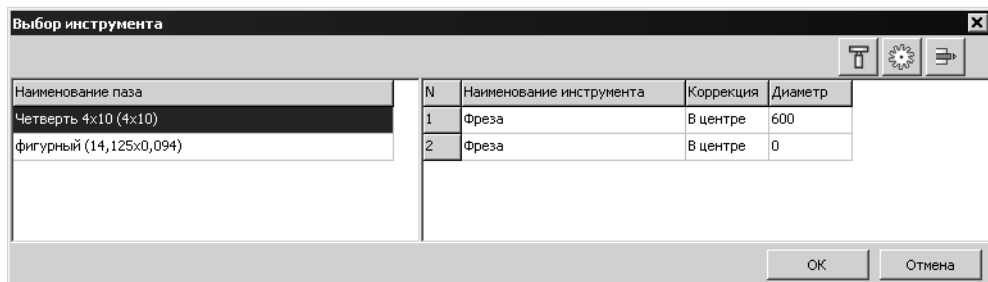 Выбор инструмента
Наименование паза
Четверть 4x10 (4x10)
фигурный (14,125x0,094)
N Наименование инструмента Коррекция Диаметр
1 Фреза В центре 600
2 Фреза В центре 0
ОК Отмена